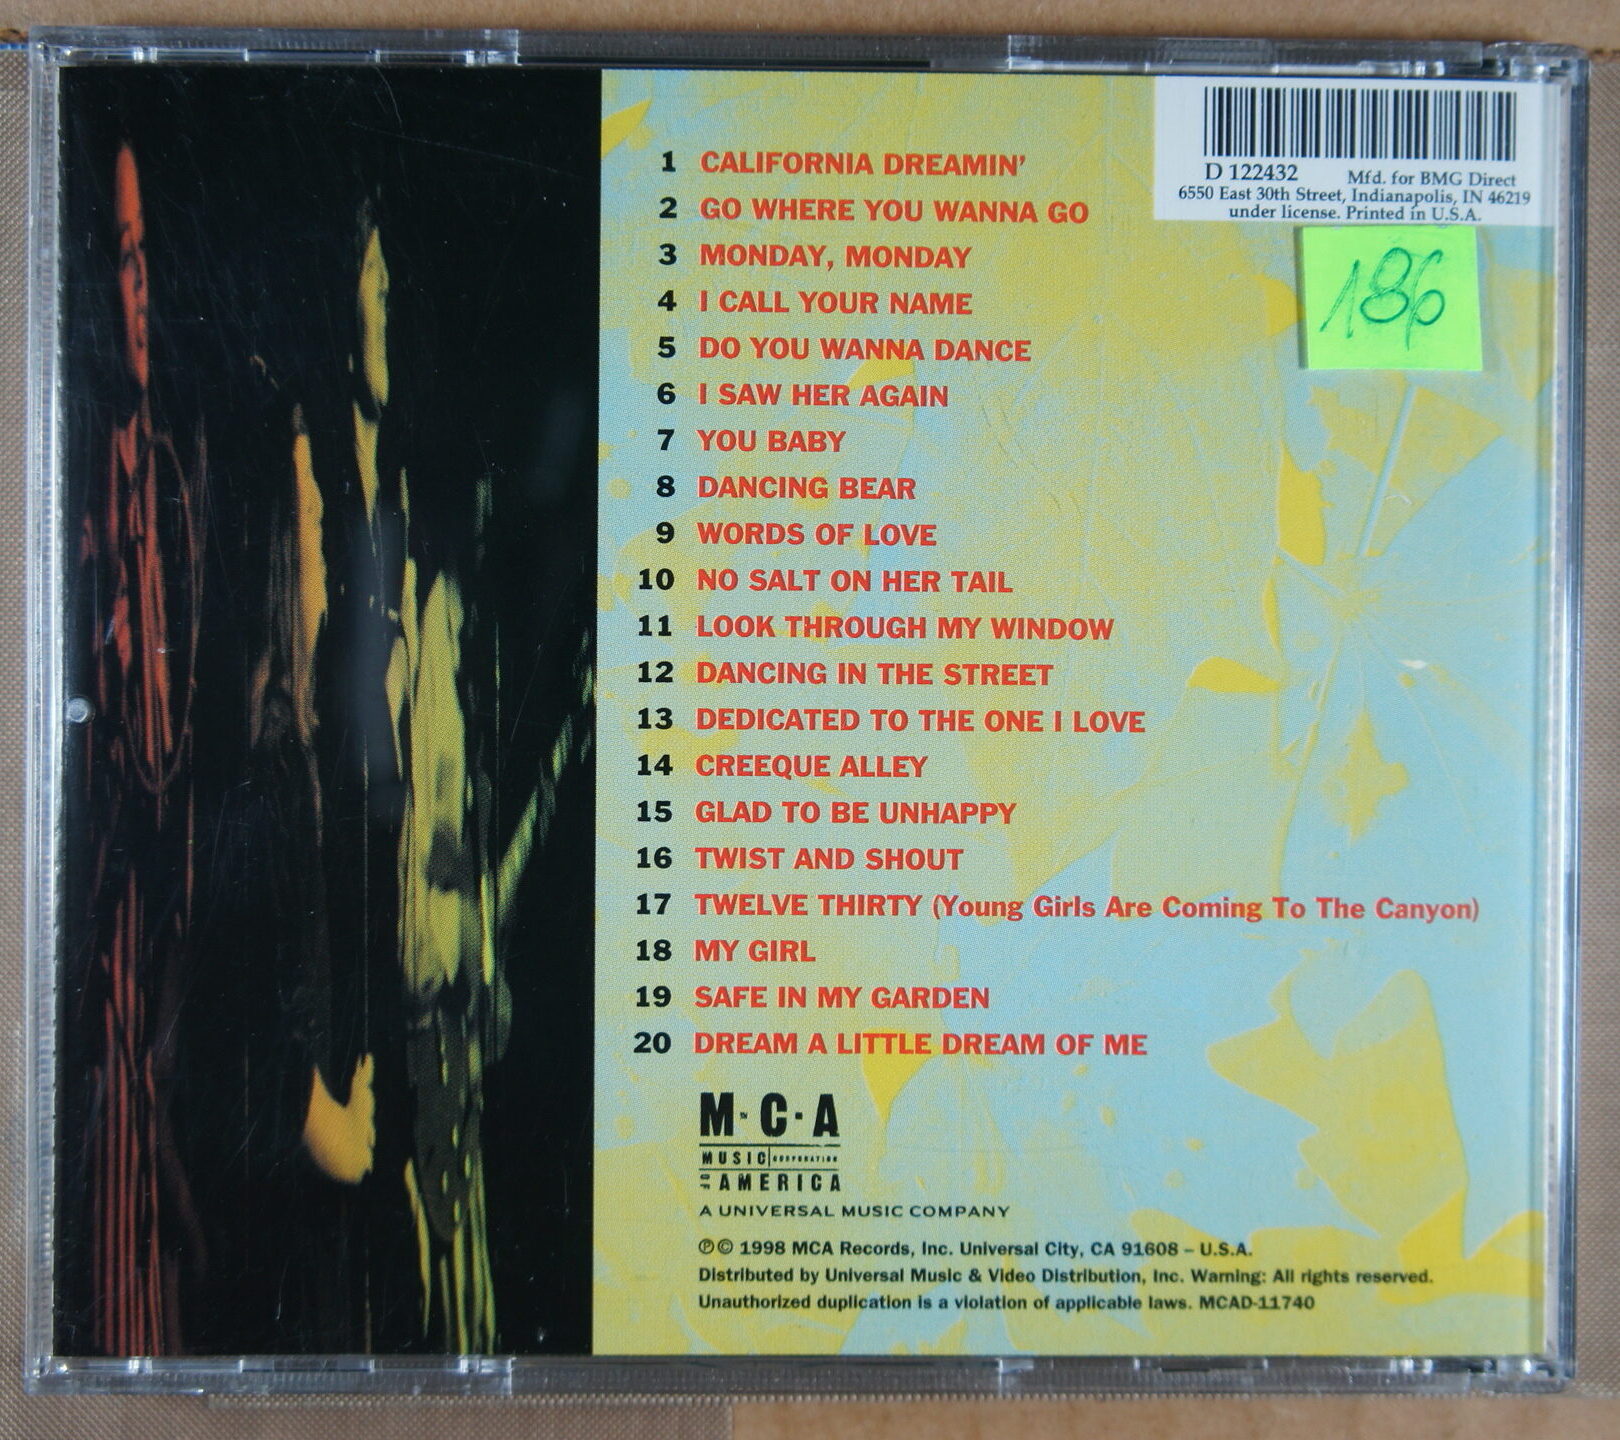 D 122432 Mfd. for BMG Direct
6550 East 30th Street, Indianapolis, IN 46219
under license. Printed in U.S.A.
186
1 CALIFORNIA DREAMIN'
2 GO WHERE YOU WANNA GO
3 MONDAY, MONDAY
4 I CALL YOUR NAME
5 DO YOU WANNA DANCE
6 I SAW HER AGAIN
7 YOU BABY
8 DANCING BEAR
9 WORDS OF LOVE
10 NO SALT ON HER TAIL
11 LOOK THROUGH MY WINDOW
12 DANCING IN THE STREET
13 DEDICATED TO THE ONE I LOVE
14 CREEQUE ALLEY
15 GLAD TO BE UNHAPPY
16 TWIST AND SHOUT
17 TWELVE THIRTY (Young Girls Are Coming To The Canyon)
18 MY GIRL
19 SAFE IN MY GARDEN
20 DREAM A LITTLE DREAM OF ME
M·C·A
MUSIC CORPORATION
OF AMERICA
A UNIVERSAL MUSIC COMPANY
℗© 1998 MCA Records, Inc. Universal City, CA 91608 – U.S.A.
Distributed by Universal Music & Video Distribution, Inc. Warning: All rights reserved.
Unauthorized duplication is a violation of applicable laws. MCAD-11740